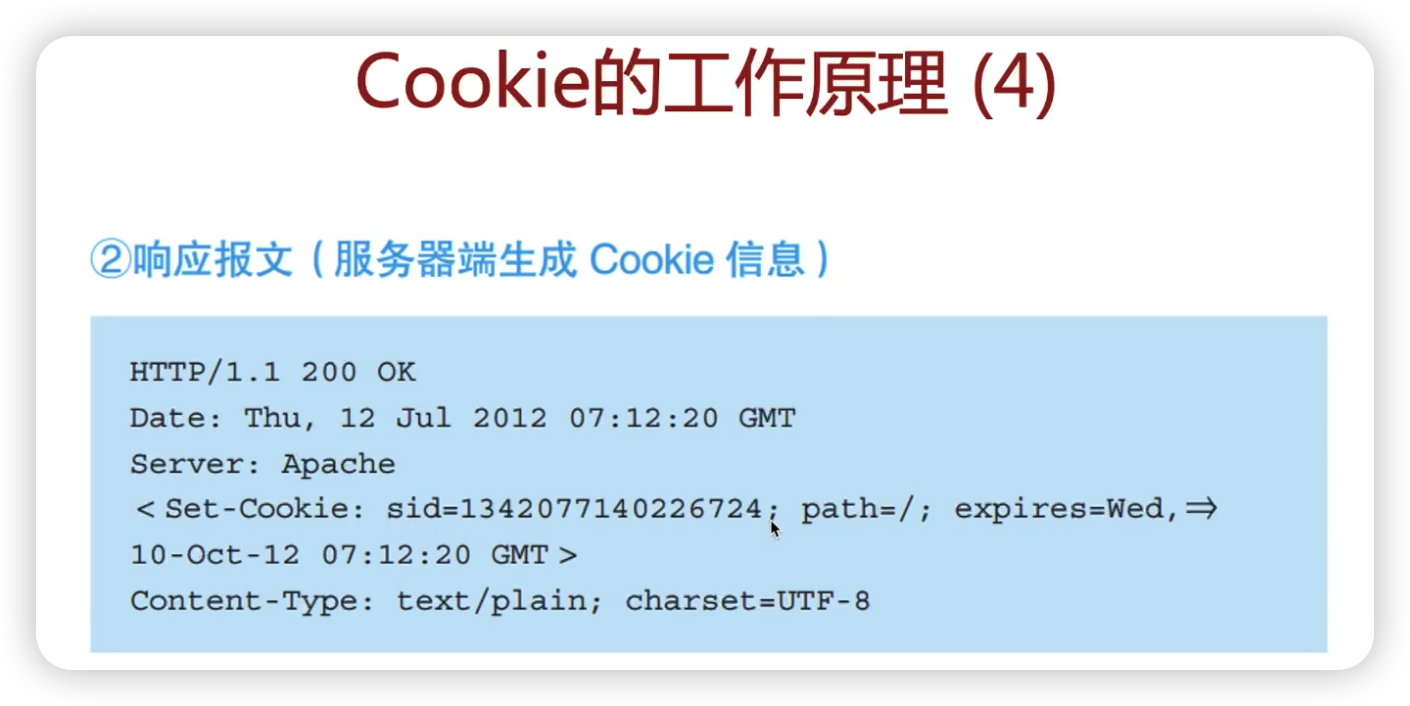 Cookie的工作原理 (4)
②响应报文（服务器端生成 Cookie 信息）
HTTP/1.1 200 OK
Date: Thu, 12 Jul 2012 07:12:20 GMT
Server: Apache
＜Set-Cookie: sid=1342077140226724; path=/; expires=Wed,⇒
10-Oct-12 07:12:20 GMT＞
Content-Type: text/plain; charset=UTF-8